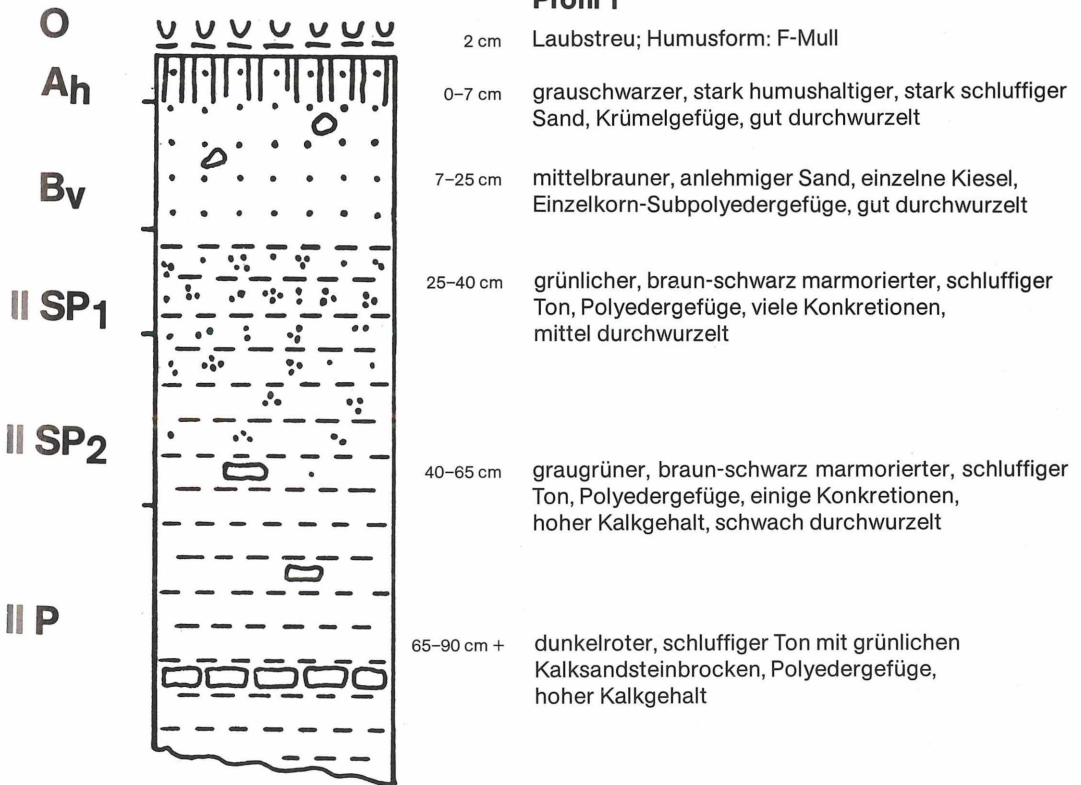 Profil 1
O
2 cm Laubstreu; Humusform: F-Mull
Ah
0–7 cm grauschwarzer, stark humushaltiger, stark schluffiger
Sand, Krümelgefüge, gut durchwurzelt
Bv
7–25 cm mittelbrauner, anlehmiger Sand, einzelne Kiesel,
Einzelkorn-Subpolyedergefüge, gut durchwurzelt
II SP1
25–40 cm grünlicher, braun-schwarz marmorierter, schluffiger
Ton, Polyedergefüge, viele Konkretionen,
mittel durchwurzelt
II SP2
40–65 cm graugrüner, braun-schwarz marmorierter, schluffiger
Ton, Polyedergefüge, einige Konkretionen,
hoher Kalkgehalt, schwach durchwurzelt
II P
65–90 cm + dunkelroter, schluffiger Ton mit grünlichen
Kalksandsteinbrocken, Polyedergefüge,
hoher Kalkgehalt